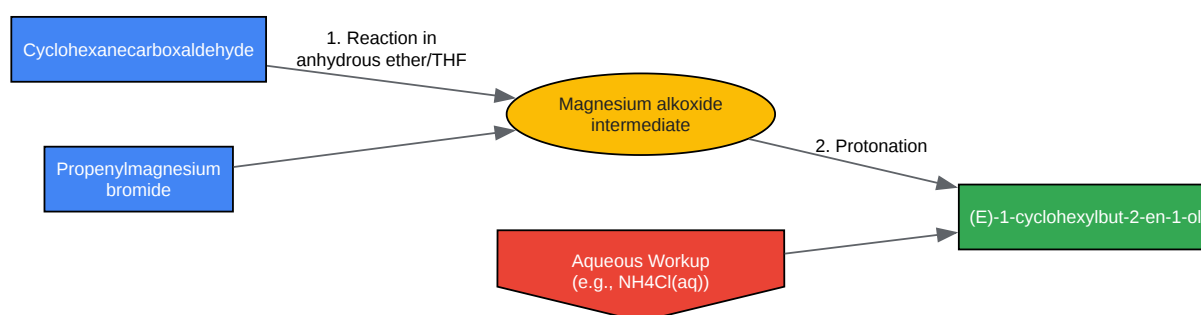 Cyclohexanecarboxaldehyde
1. Reaction in
anhydrous ether/THF
Magnesium alkoxide
intermediate
Propenylmagnesium
bromide
2. Protonation
(E)-1-cyclohexylbut-2-en-1-ol
Aqueous Workup
(e.g., NH4Cl(aq))